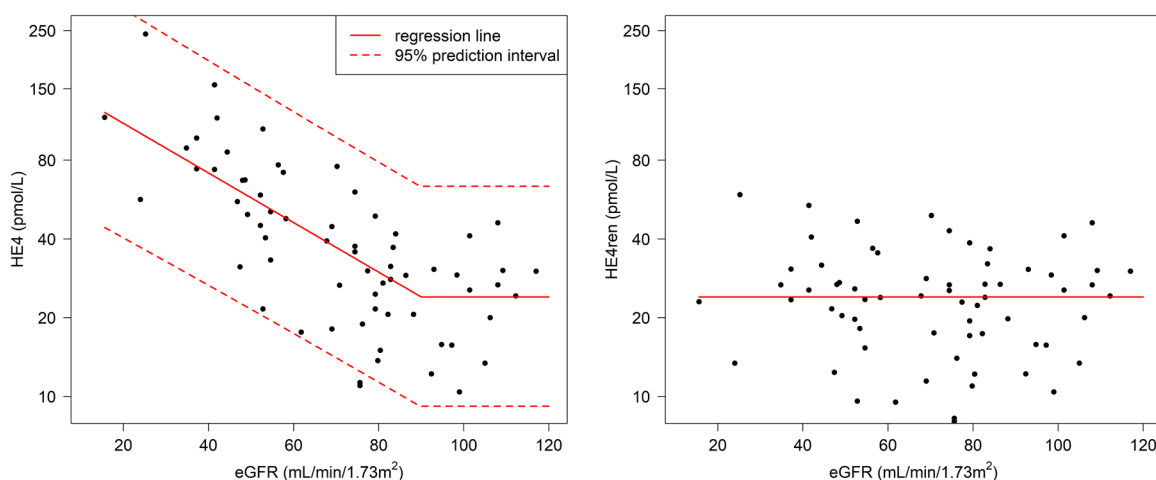 250
150
80
40
20
10
HE4 (pmol/L)
regression line
95% prediction interval
20 40 60 80 100 120
eGFR (mL/min/1.73m²)
250
150
80
40
20
10
HE4ren (pmol/L)
20 40 60 80 100 120
eGFR (mL/min/1.73m²)